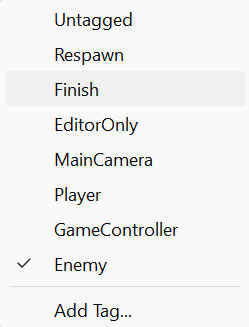 Untagged
Respawn
Finish
EditorOnly
MainCamera
Player
GameController
Enemy
Add Tag...